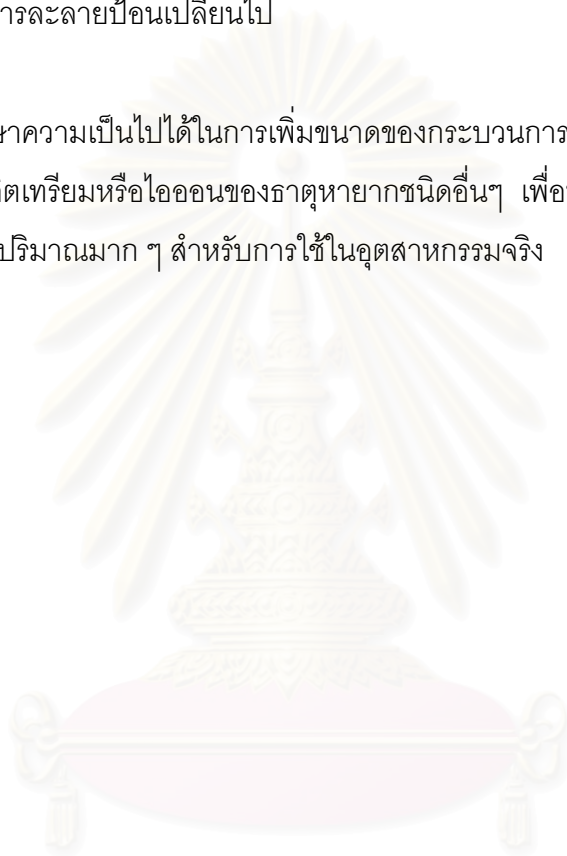 ารละลายป้อนเปลี่ยนไป
ษาความเป็นไปได้ในการเพิ่มขนาดของกระบวนการ
ิตเทรียมหรือไอออนของธาตุหายากชนิดอื่นๆ เพื่อ
ปริมาณมาก ๆ สำหรับการใช้ในอุตสาหกรรมจริง